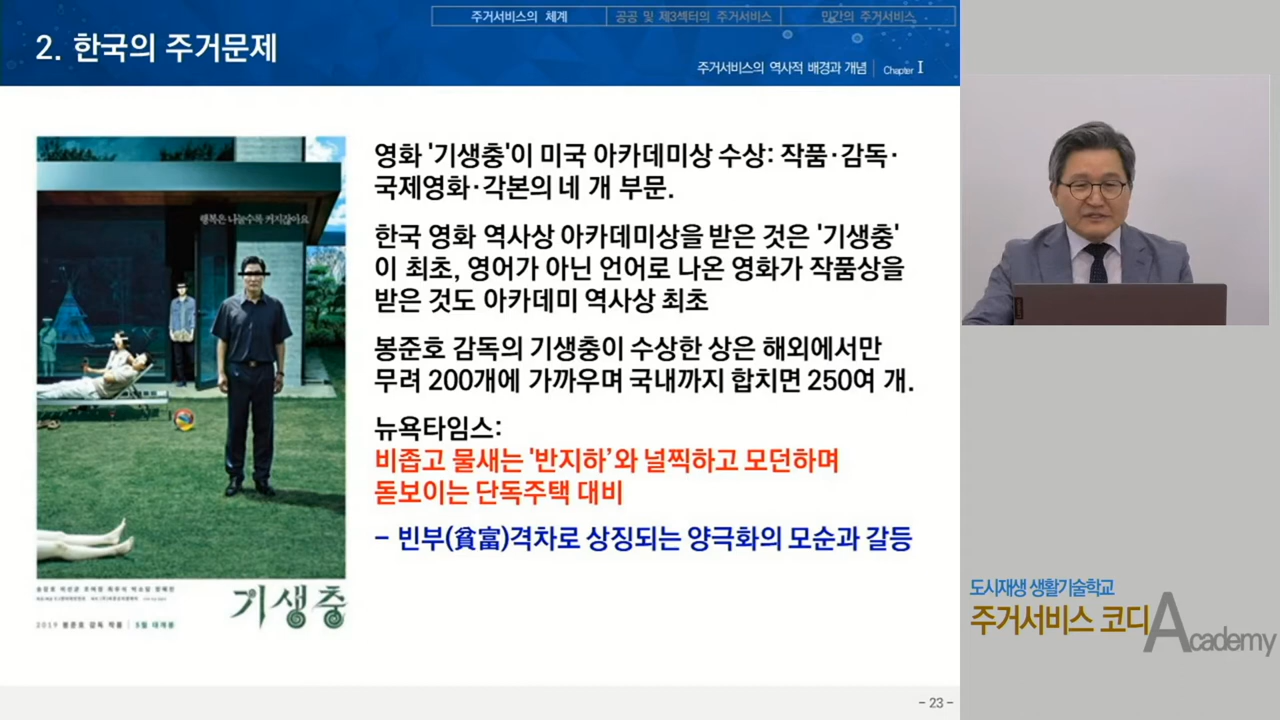 주거서비스의 체계
공공 및 제3섹터의 주거서비스
민간의 주거서비스
2. 한국의 주거문제
주거서비스의 역사적 배경과 개념
Chapter I
행복은 나눌수록 커지잖아요
영화 '기생충'이 미국 아카데미상 수상: 작품·감독·
국제영화·각본의 네 개 부문.
한국 영화 역사상 아카데미상을 받은 것은 '기생충'
이 최초, 영어가 아닌 언어로 나온 영화가 작품상을
받은 것도 아카데미 역사상 최초
봉준호 감독의 기생충이 수상한 상은 해외에서만
무려 200개에 가까우며 국내까지 합치면 250여 개.
뉴욕타임스:
비좁고 물새는 '반지하’와 널찍하고 모던하며
돋보이는 단독주택 대비
- 빈부(貧富)격차로 상징되는 양극화의 모순과 갈등
기생충
2019 봉준호 감독 작품 | 5월 대개봉
- 23 -
도시재생 생활기술학교
주거서비스 코디
Academy